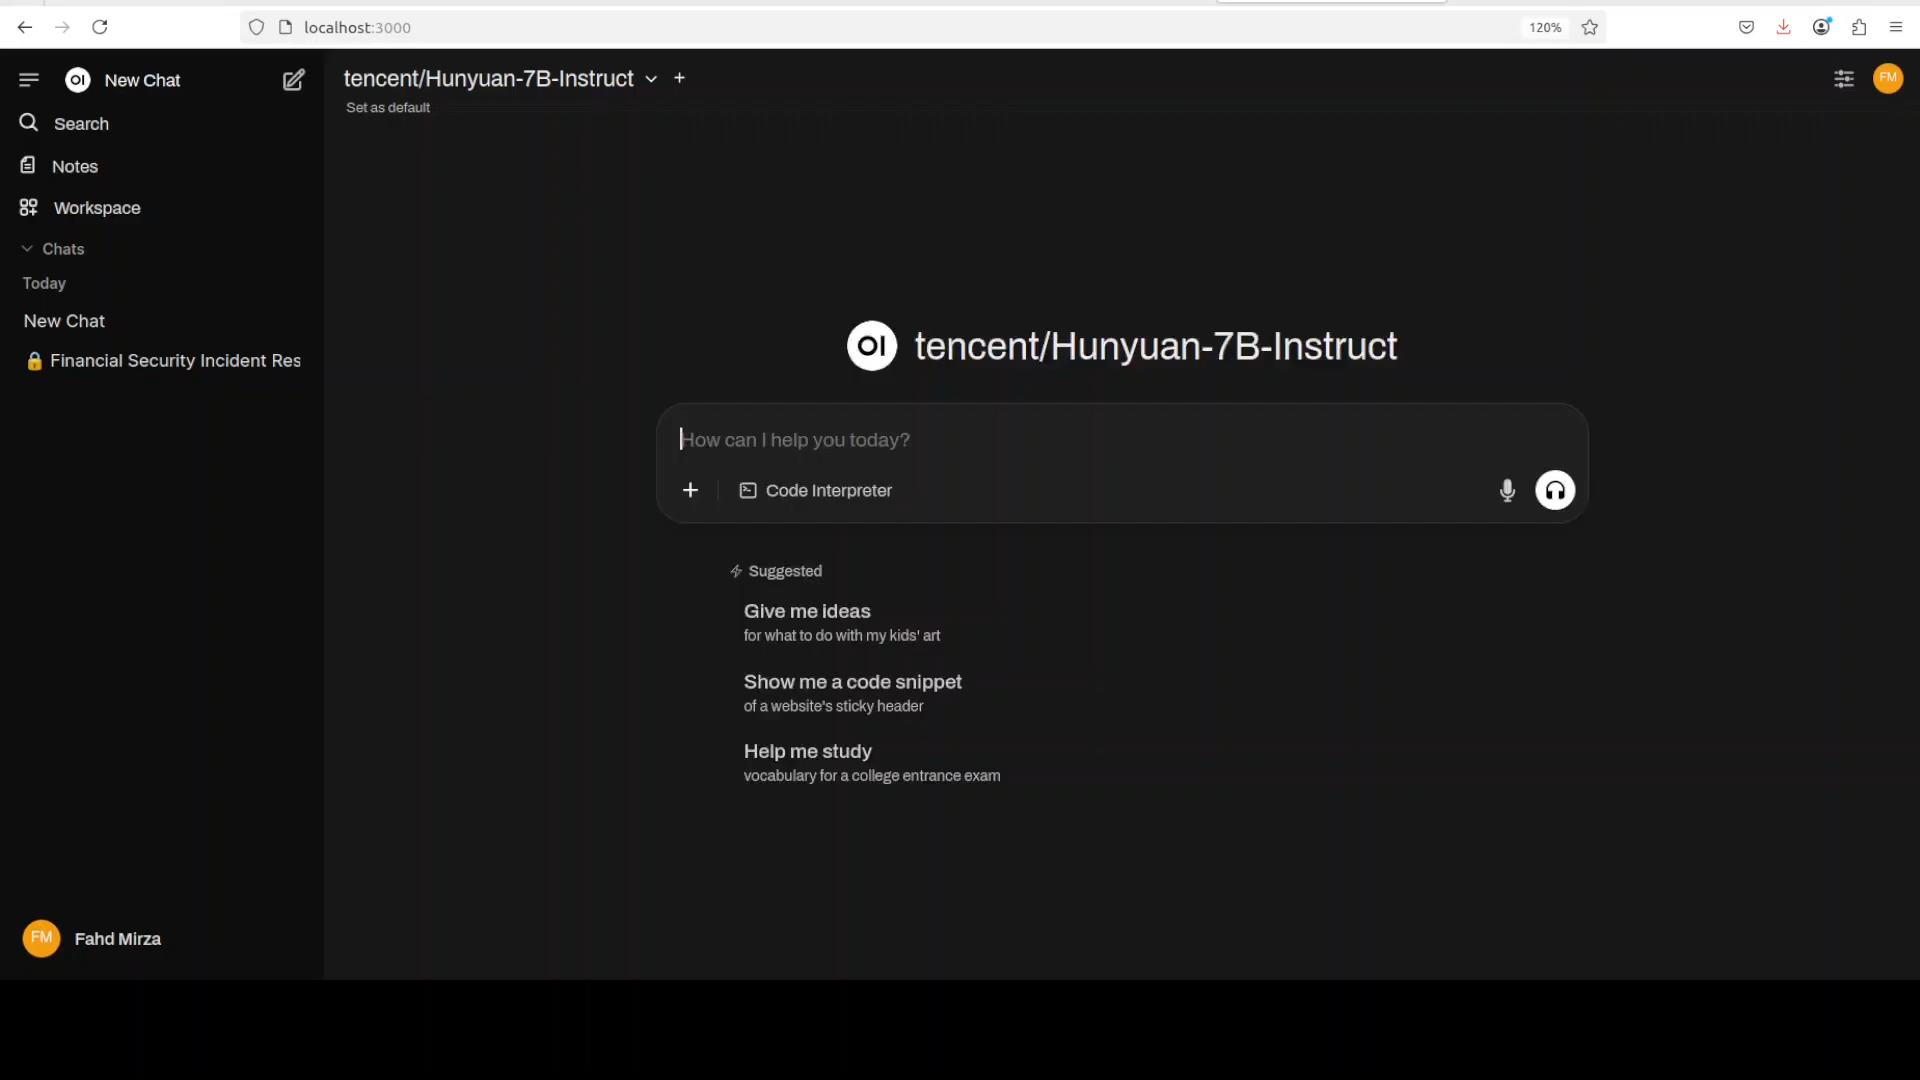 localhost:3000
120%
OI New Chat
Search
Notes
Workspace
Chats
Today
New Chat
🔒 Financial Security Incident Res
FM Fahd Mirza
tencent/Hunyuan-7B-Instruct
Set as default
FM
OI tencent/Hunyuan-7B-Instruct
How can I help you today?
Code Interpreter
Suggested
Give me ideas
for what to do with my kids' art
Show me a code snippet
of a website's sticky header
Help me study
vocabulary for a college entrance exam